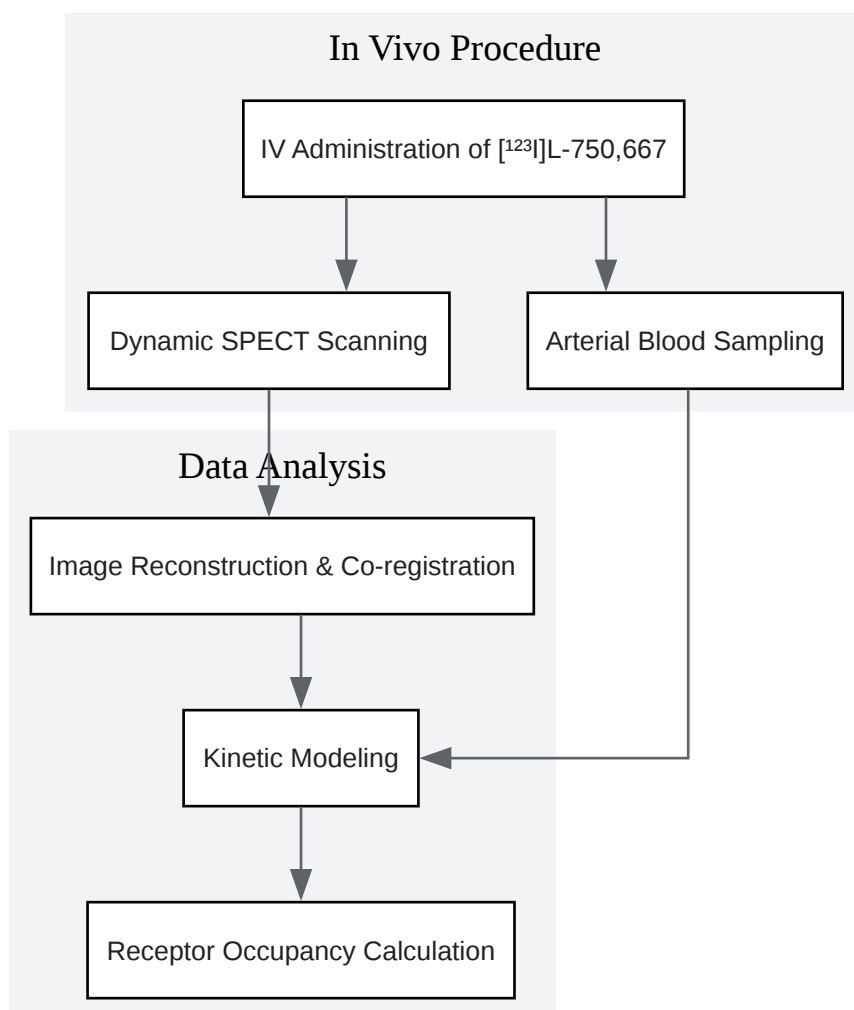 In Vivo Procedure
IV Administration of [¹²³I]L-750,667
Dynamic SPECT Scanning
Arterial Blood Sampling
Data Analysis
Image Reconstruction & Co-registration
Kinetic Modeling
Receptor Occupancy Calculation